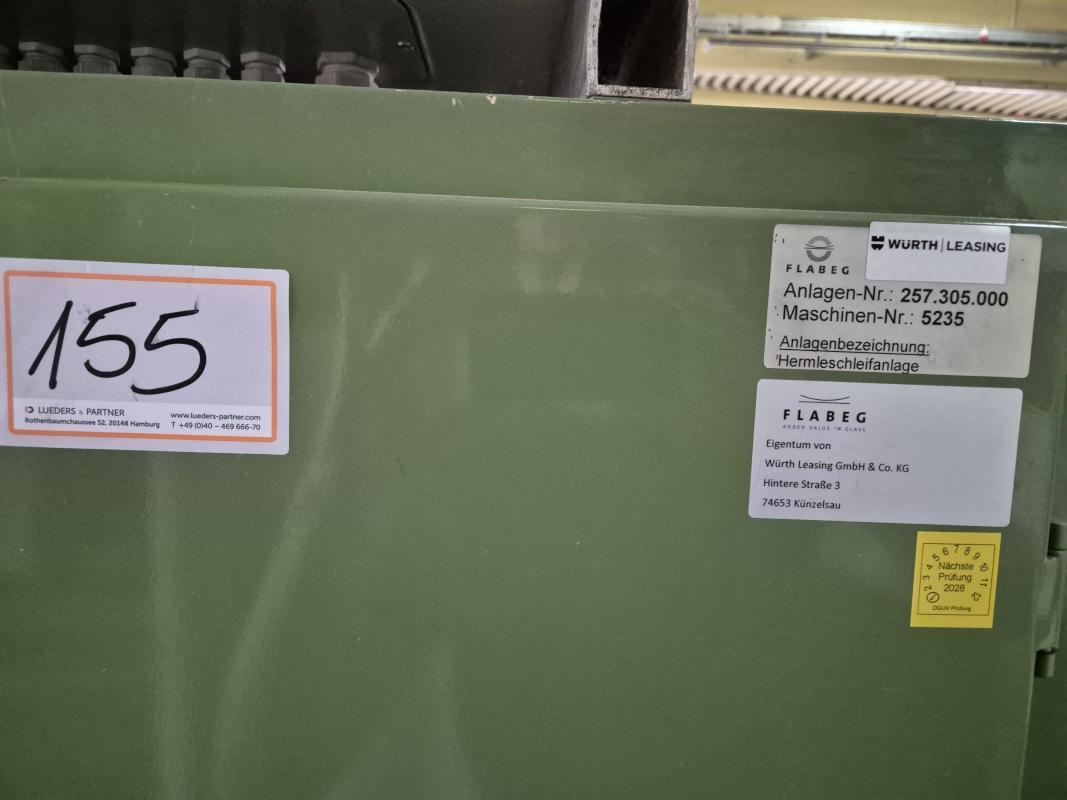 155
LUEDERS & PARTNER
Rothenbaumchaussee 52, 20148 Hamburg
www.lueders-partner.com
T +49 (0)40 – 469 666-70
FLABEG
WÜRTH | LEASING
Anlagen-Nr.: 257.305.000
Maschinen-Nr.: 5235
Anlagenbezeichnung:
Hermleschleifanlage
FLABEG
ADDED VALUE IN GLASS
Eigentum von
Würth Leasing GmbH & Co. KG
Hintere Straße 3
74653 Künzelsau
1 2 3 4 5 6 7 8 9 10 11 12
Nächste
Prüfung
2028
DGUV Prüfung